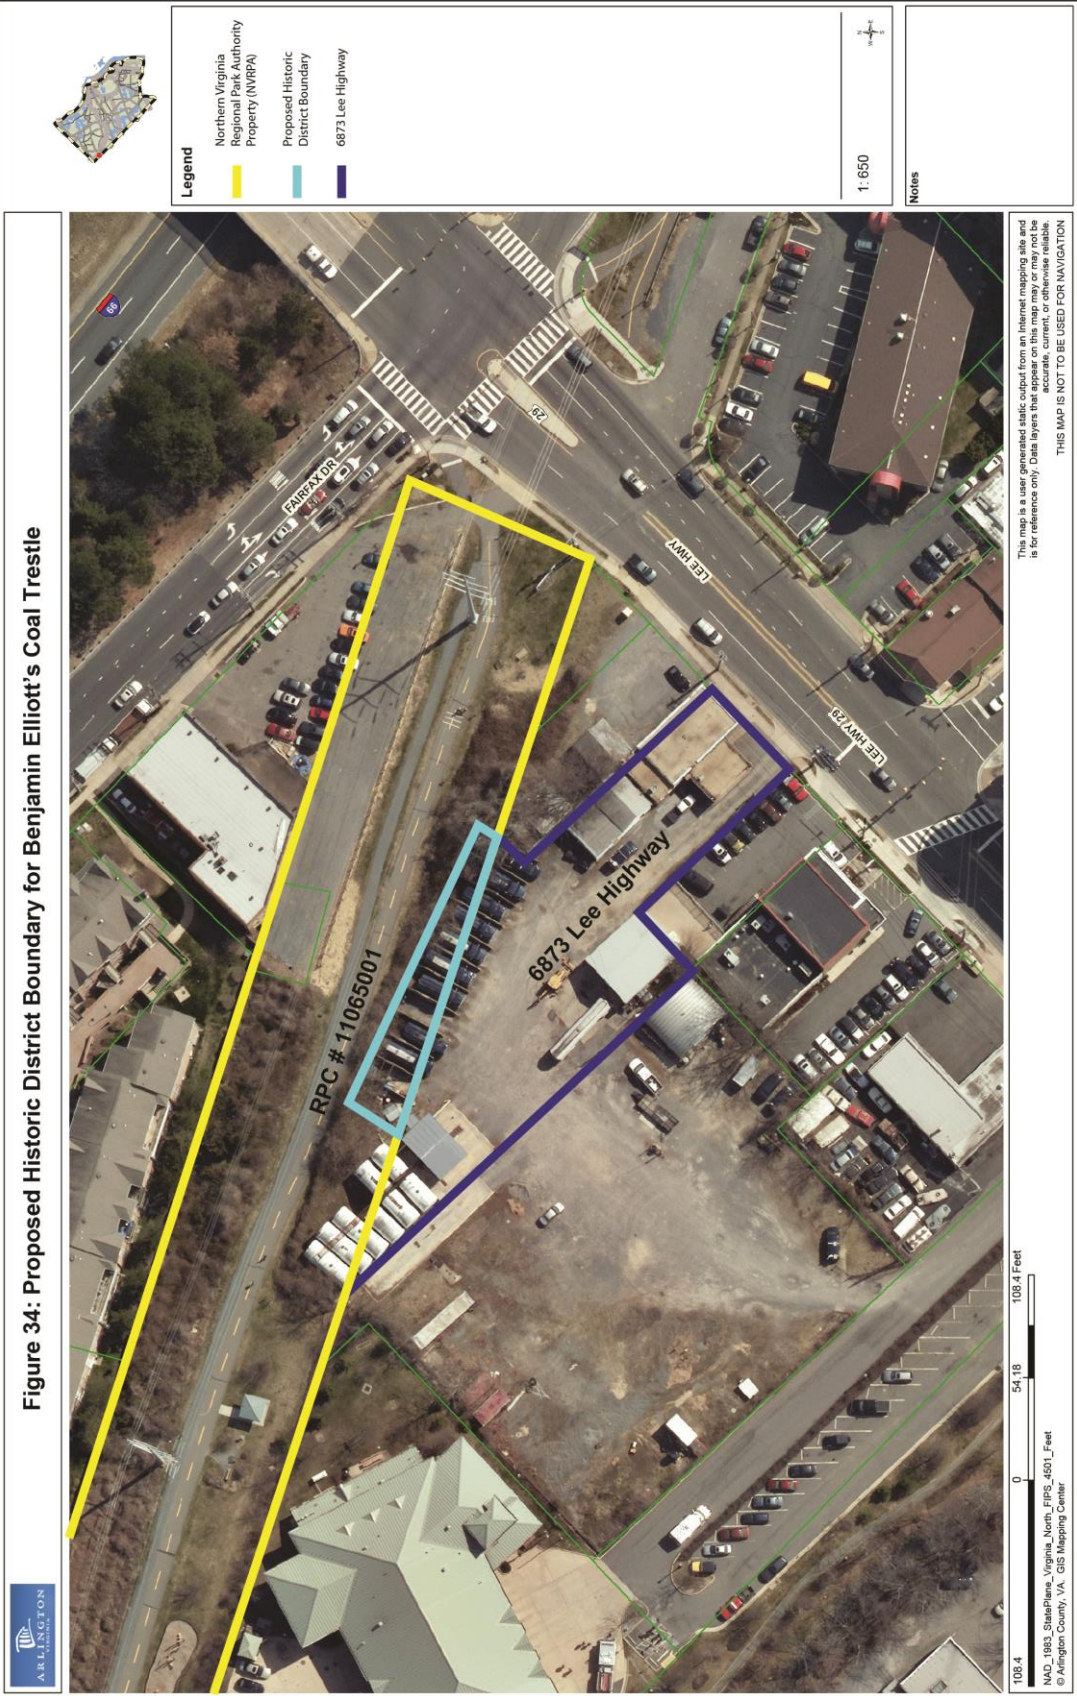 Figure 34: Proposed Historic District Boundary for Benjamin Elliott's Coal Trestle
ARLINGTON
VIRGINIA
Legend
Northern Virginia
Regional Park Authority
Property (NVRPA)
Proposed Historic
District Boundary
6873 Lee Highway
1: 650
N
E
S
W
Notes
66
FAIRFAX DR
29
LEE HWY
LEE HWY 29
RPC # 11065001
6873 Lee Highway
108.4
0
54.18
108.4 Feet
NAD_1983_StatePlane_Virginia_North_FIPS_4501_Feet
© Arlington County, VA. GIS Mapping Center
This map is a user generated static output from an Internet mapping site and
is for reference only. Data layers that appear on this map may or may not be
accurate, current, or otherwise reliable.
THIS MAP IS NOT TO BE USED FOR NAVIGATION